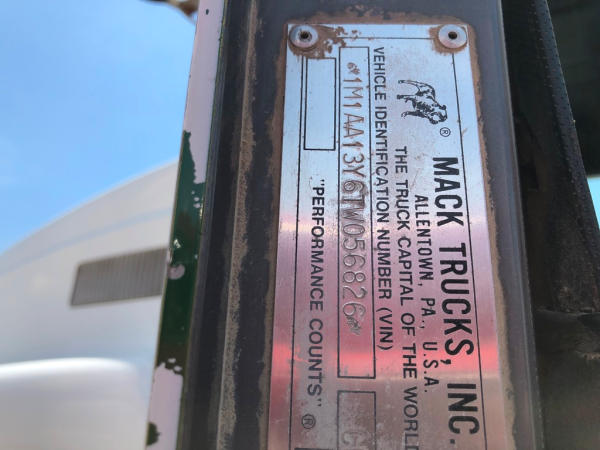 ® MACK TRUCKS, INC.
ALLENTOWN, PA., U.S.A.
THE TRUCK CAPITAL OF THE WORLD
VEHICLE IDENTIFICATION NUMBER (VIN)
1M1AA13Y6TW056826
"PERFORMANCE COUNTS" ®